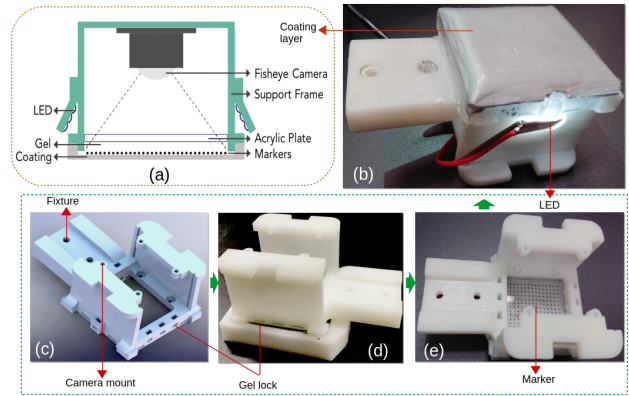 Coating
layer
Fisheye Camera
Support Frame
LED
Acrylic Plate
Gel
Markers
Coating
(a)
(b)
LED
Fixture
(c)
(d)
(e)
Camera mount
Gel lock
Marker